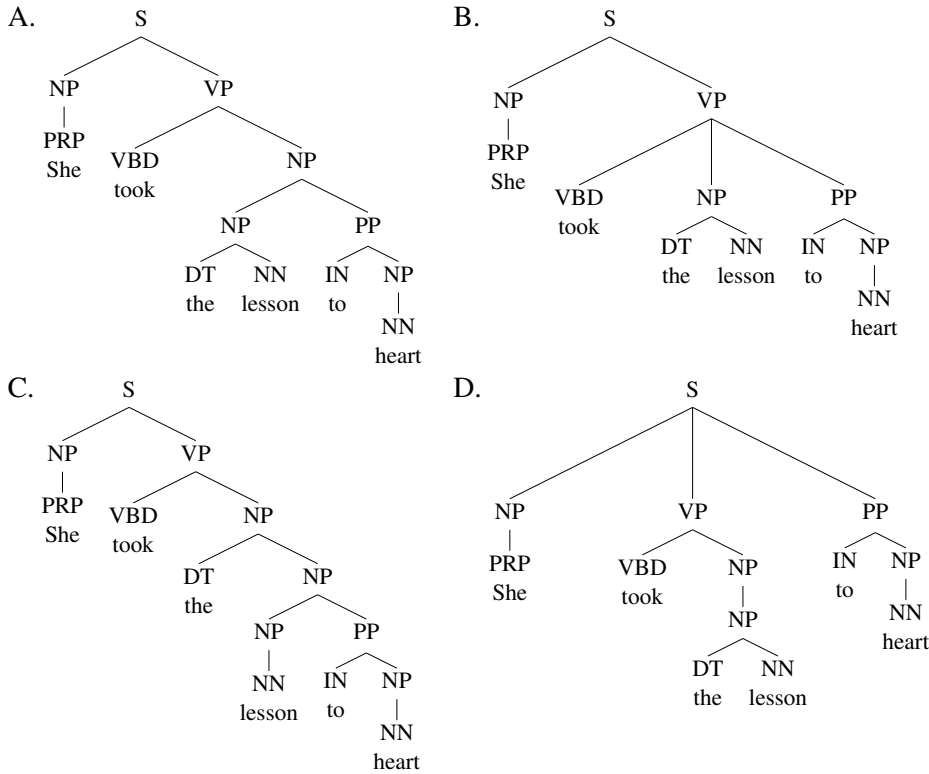 A. S
NP VP
PRP VBD NP
She took NP PP
DT NN IN NP
the lesson to NN
heart
B. S
NP VP
PRP VBD NP PP
She took DT NN IN NP
the lesson to NN
heart
C. S
NP VP
PRP VBD NP
She took DT NP
the NP PP
NN IN NP
lesson to NN
heart
D. S
NP VP PP
PRP VBD NP IN NP
She took NP to NN
heart
DT NN
the lesson